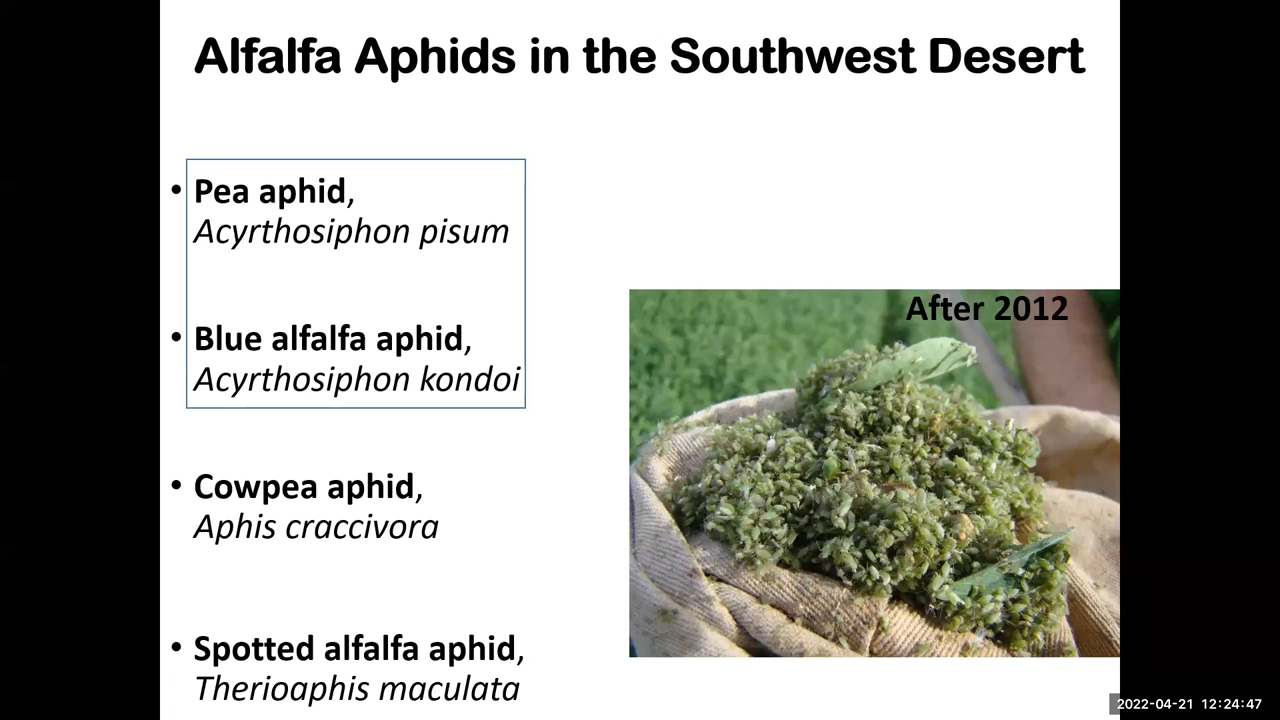 Alfalfa Aphids in the Southwest Desert
• Pea aphid,
Acyrthosiphon pisum
• Blue alfalfa aphid,
Acyrthosiphon kondoi
• Cowpea aphid,
Aphis craccivora
• Spotted alfalfa aphid,
Therioaphis maculata
After 2012
2022-04-21 12:24:47